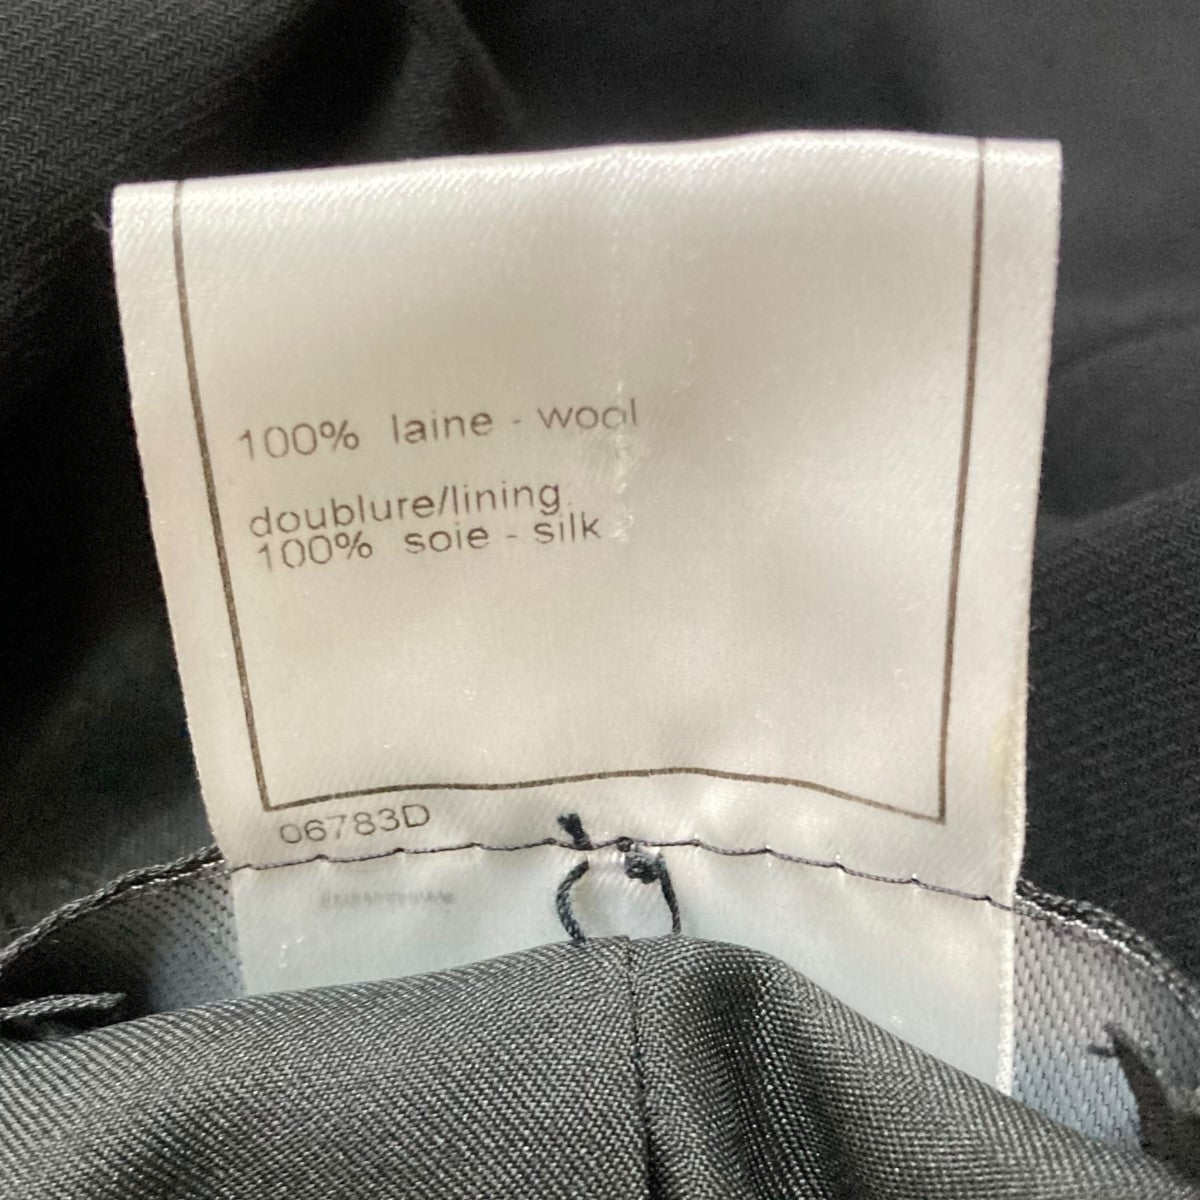 100% laine - wool
doublure/lining
100% soie - silk
06783D